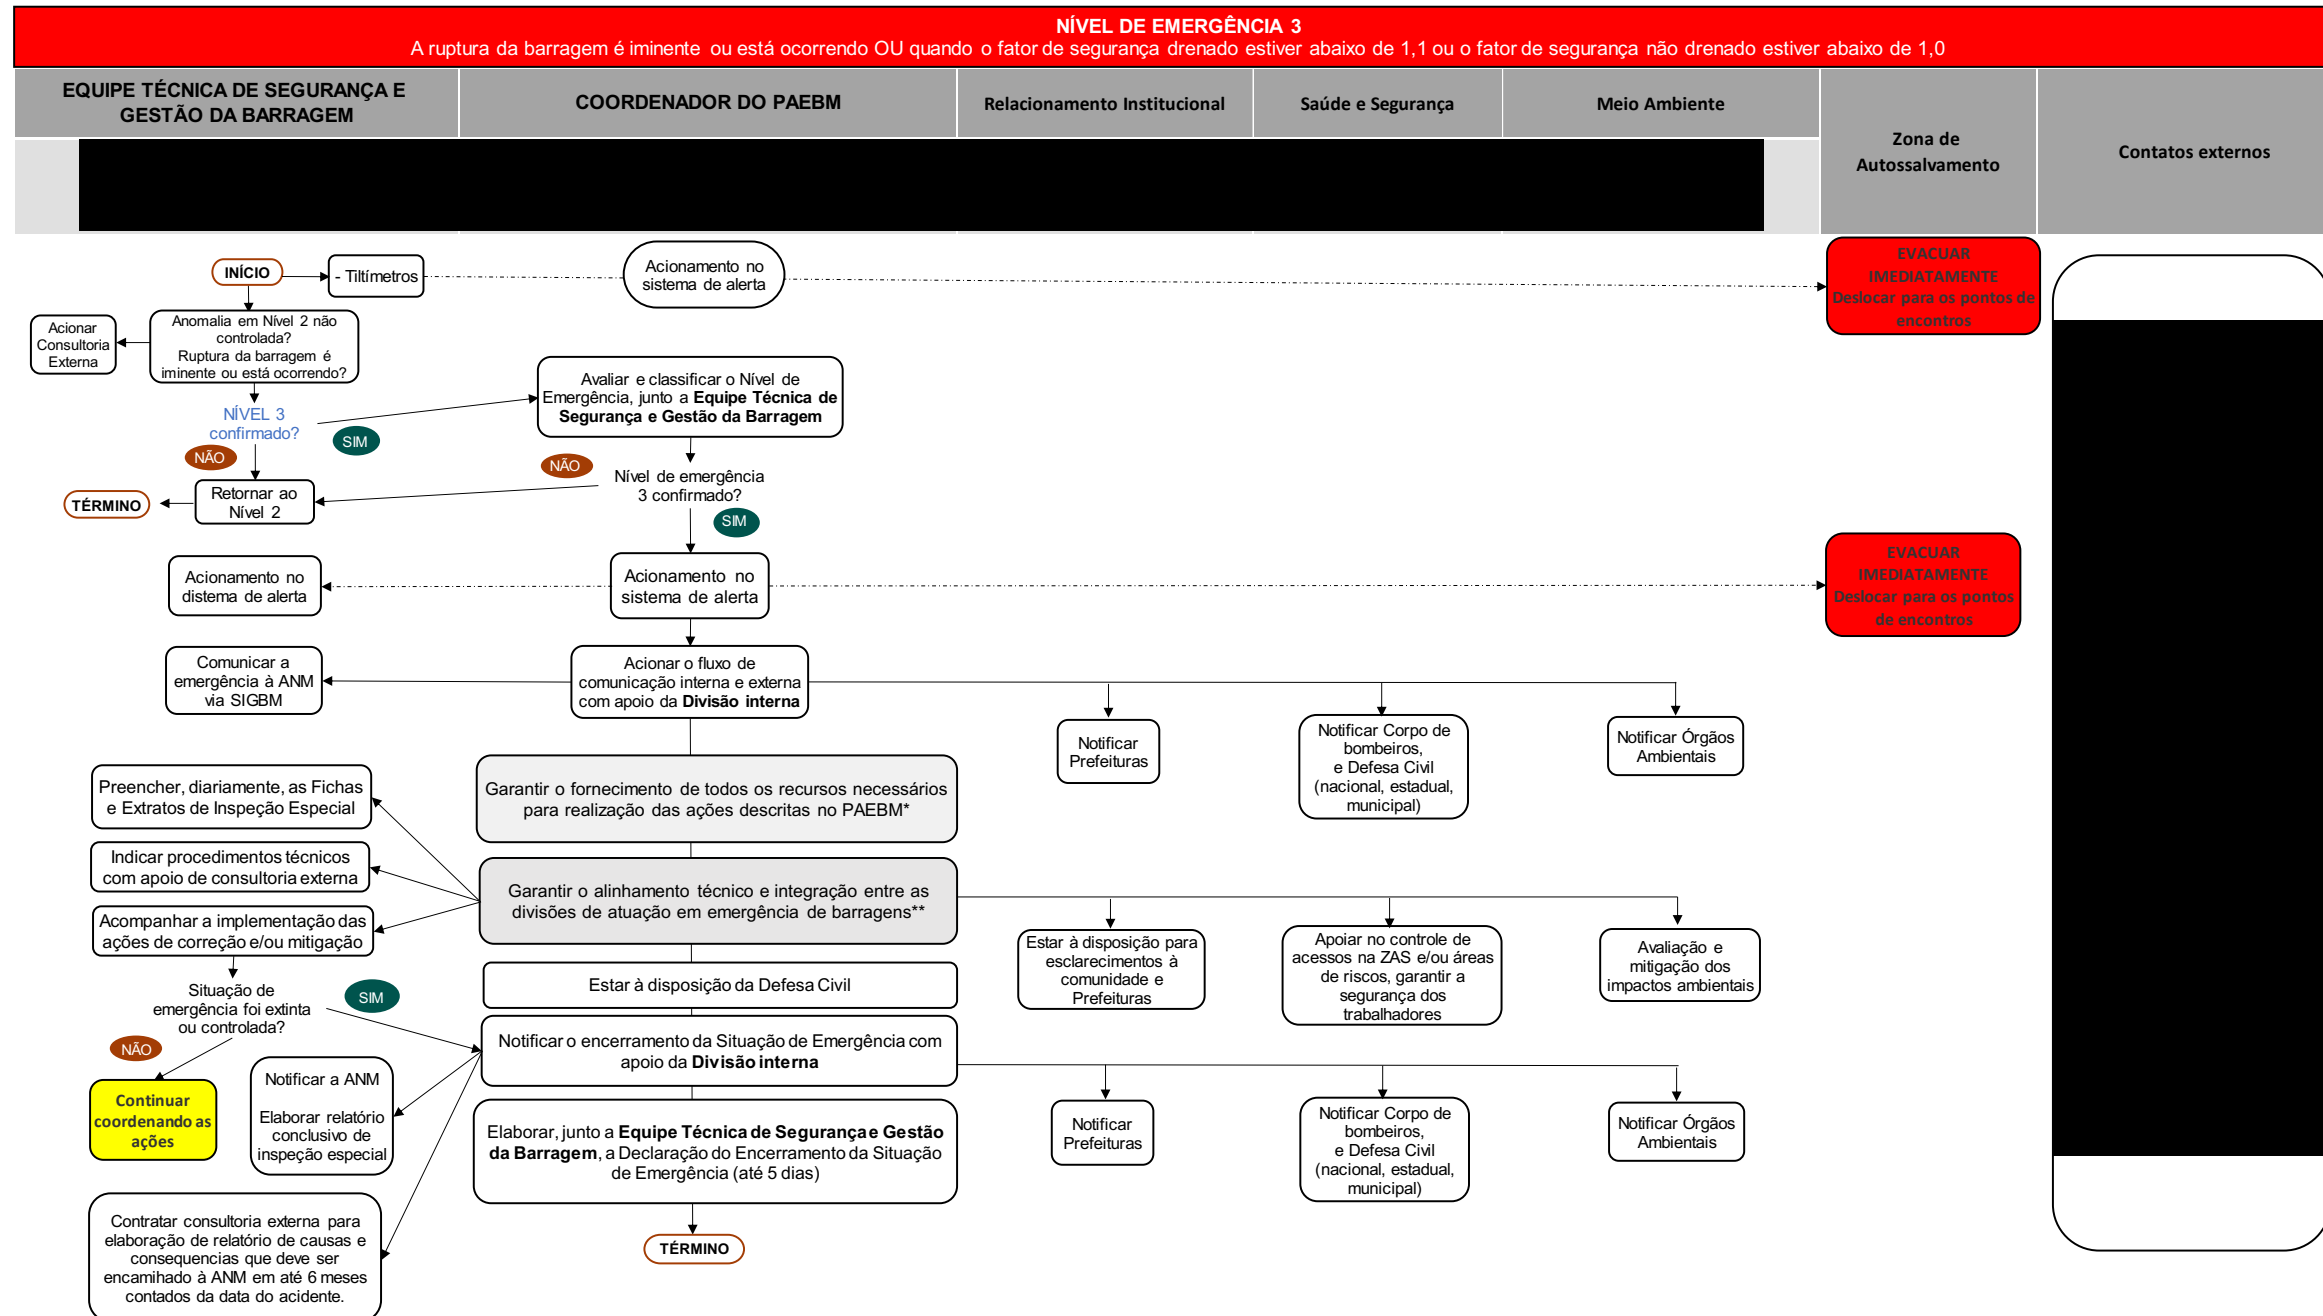 NÍVEL DE EMERGÊNCIA 3
A ruptura da barragem é iminente ou está ocorrendo OU quando o fator de segurança drenado estiver abaixo de 1,1 ou o fator de segurança não drenado estiver abaixo de 1,0
EQUIPE TÉCNICA DE SEGURANÇA E
GESTÃO DA BARRAGEM
COORDENADOR DO PAEBM
Relacionamento Institucional
Saúde e Segurança
Meio Ambiente
Zona de
Autossalvamento
Contatos externos
INÍCIO
- Tiltímetros
Acionamento no
sistema de alerta
EVACUAR
IMEDIATAMENTE
Deslocar para os pontos de
encontros
Acionar
Consultoria
Externa
Anomalia em Nível 2 não
controlada?
Ruptura da barragem é
iminente ou está ocorrendo?
Avaliar e classificar o Nível de
Emergência, junto a Equipe Técnica de
Segurança e Gestão da Barragem
NÍVEL 3
confirmado?
SIM
NÃO
NÃO
Nível de emergência
3 confirmado?
SIM
Retornar ao
Nível 2
TÉRMINO
Acionamento no
distema de alerta
Acionamento no
sistema de alerta
EVACUAR
IMEDIATAMENTE
Deslocar para os pontos
de encontros
Comunicar a
emergência à ANM
via SIGBM
Acionar o fluxo de
comunicação interna e externa
com apoio da Divisão interna
Notificar
Prefeituras
Notificar Corpo de
bombeiros,
e Defesa Civil
(nacional, estadual,
municipal)
Notificar Órgãos
Ambientais
Preencher, diariamente, as Fichas
e Extratos de Inspeção Especial
Garantir o fornecimento de todos os recursos necessários
para realização das ações descritas no PAEBM*
Indicar procedimentos técnicos
com apoio de consultoria externa
Garantir o alinhamento técnico e integração entre as
divisões de atuação em emergência de barragens**
Acompanhar a implementação das
ações de correção e/ou mitigação
Estar à disposição para
esclarecimentos à
comunidade e
Prefeituras
Apoiar no controle de
acessos na ZAS e/ou áreas
de riscos, garantir a
segurança dos
trabalhadores
Avaliação e
mitigação dos
impactos ambientais
Estar à disposição da Defesa Civil
Situação de
emergência foi extinta
ou controlada?
SIM
NÃO
Notificar o encerramento da Situação de Emergência com
apoio da Divisão interna
Continuar
coordenando as
ações
Notificar a ANM
Elaborar relatório
conclusivo de
inspeção especial
Elaborar, junto a Equipe Técnica de Segurança e Gestão
da Barragem, a Declaração do Encerramento da Situação
de Emergência (até 5 dias)
Notificar
Prefeituras
Notificar Corpo de
bombeiros,
e Defesa Civil
(nacional, estadual,
municipal)
Notificar Órgãos
Ambientais
Contratar consultoria externa para
elaboração de relatório de causas e
consequencias que deve ser
encamihado à ANM em até 6 meses
contados da data do acidente.
TÉRMINO